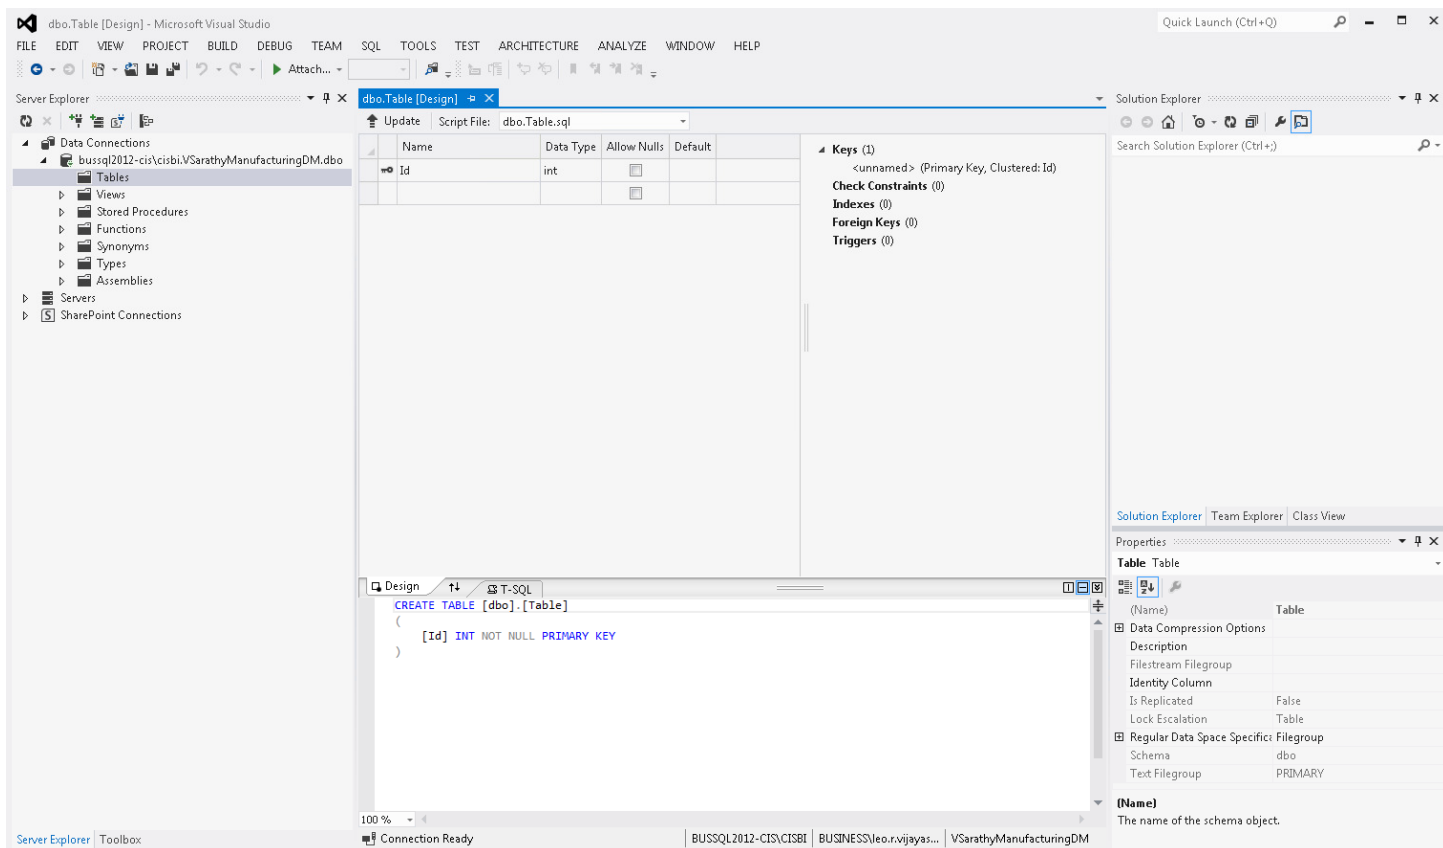 dbo.Table [Design] - Microsoft Visual Studio
Quick Launch (Ctrl+Q)
FILE EDIT VIEW PROJECT BUILD DEBUG TEAM SQL TOOLS TEST ARCHITECTURE ANALYZE WINDOW HELP
Attach...
Server Explorer
Data Connections
bussql2012-cis\cisbi.VSarathyManufacturingDM.dbo
Tables
Views
Stored Procedures
Functions
Synonyms
Types
Assemblies
Servers
SharePoint Connections
Server Explorer Toolbox
dbo.Table [Design]
Update Script File: dbo.Table.sql
Name Data Type Allow Nulls Default
Id int
Keys (1)
<unnamed> (Primary Key, Clustered: Id)
Check Constraints (0)
Indexes (0)
Foreign Keys (0)
Triggers (0)
Design T-SQL
CREATE TABLE [dbo].[Table]
(
[Id] INT NOT NULL PRIMARY KEY
)
100 %
Connection Ready BUSSQL2012-CIS\CISBI BUSINESS\leo.r.vijayas... VSarathyManufacturingDM
Solution Explorer
Search Solution Explorer (Ctrl+;)
Solution Explorer Team Explorer Class View
Properties
Table Table
(Name) Table
Data Compression Options
Description
Filestream Filegroup
Identity Column
Is Replicated False
Lock Escalation Table
Regular Data Space Specifica Filegroup
Schema dbo
Text Filegroup PRIMARY
(Name)
The name of the schema object.